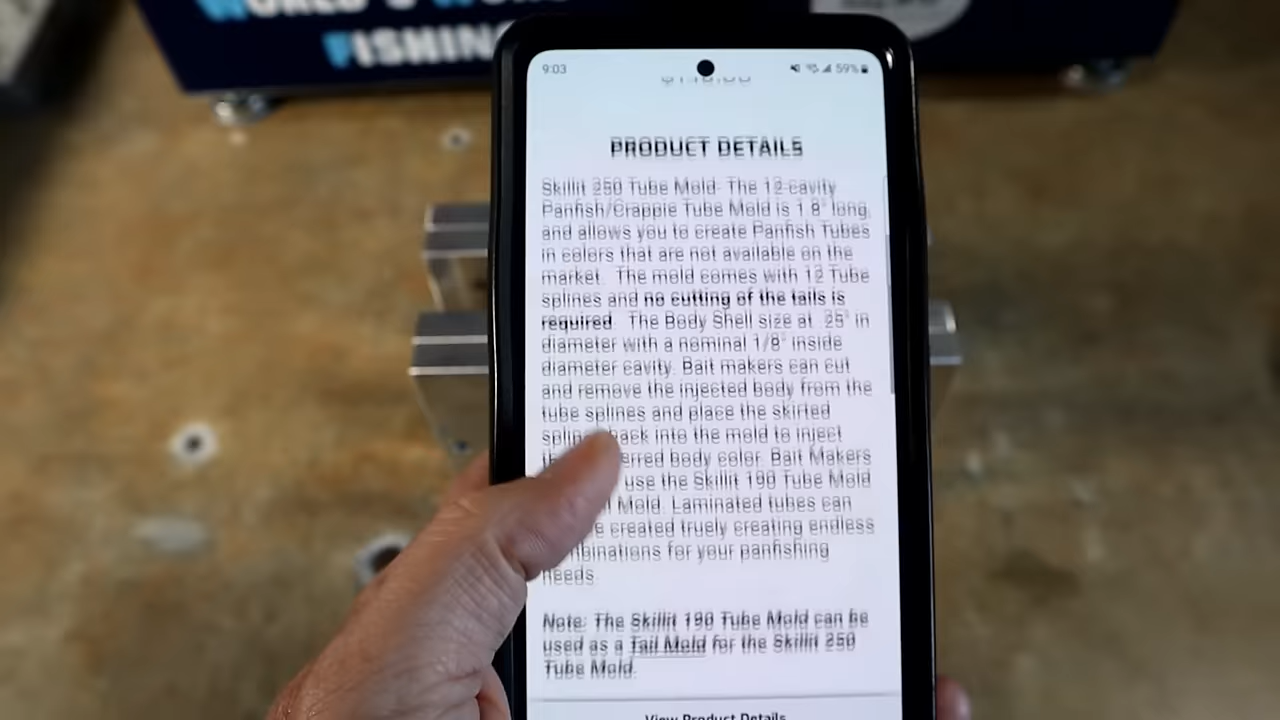 FISHING
9:03
59%
PRODUCT DETAILS
Skillit 250 Tube Mold- The 12-cavity
Panfish/Crappie Tube Mold is 1.8" long,
and allows you to create Panfish Tubes
in colors that are not available on the
market. The mold comes with 12 Tube
splines and no cutting of the tails is
required. The Body Shell size at .25" in
diameter with a nominal 1/8" inside
diameter cavity. Bait makers can cut
and remove the injected body from the
tube splines and place the skirted
back into the mold to inject
body color. Bait Makers
use the Skillit 190 Tube Mold
Mold. Laminated tubes can
created truely creating endless
for your panfishing
needs.
Note: The Skillit 190 Tube Mold can be
used as a Tail Mold for the Skillit 250
Tube Mold.
View Product Details